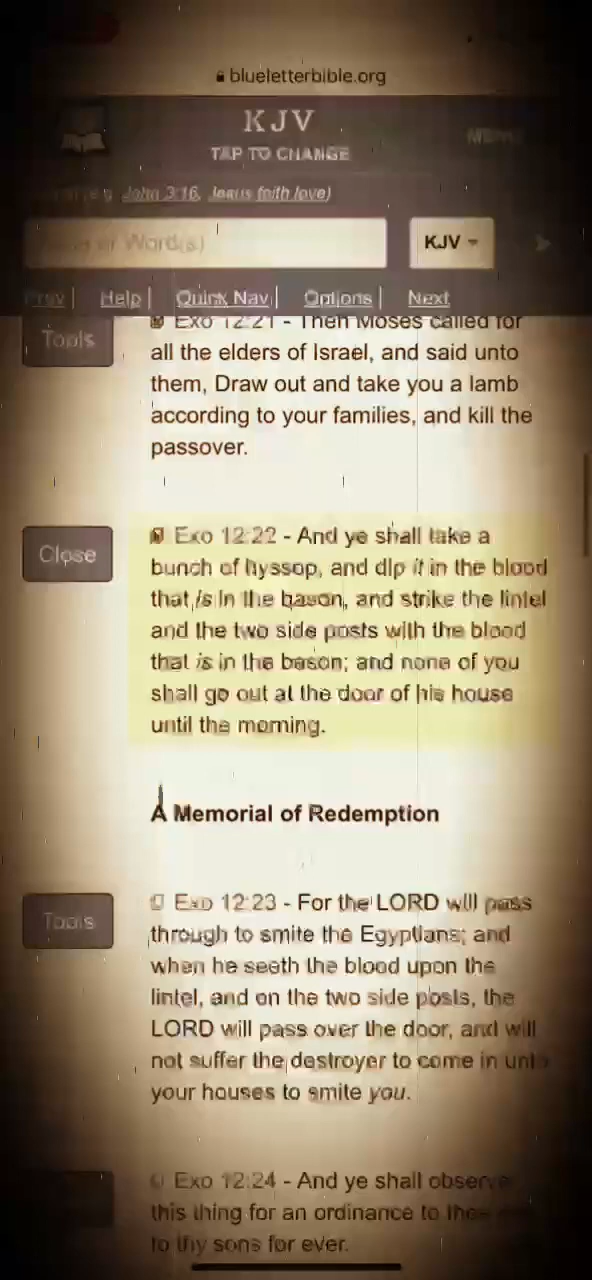 blueletterbible.org
KJV
TAP TO CHANGE
MENU
John 3:16, Jesus faith love)
or Word(s)
KJV
Prev | Help | Quick Nav | Options | Next
Tools
Exo 12:21 - Then Moses called for
all the elders of Israel, and said unto
them, Draw out and take you a lamb
according to your families, and kill the
passover.
Close
Exo 12:22 - And ye shall take a
bunch of hyssop, and dip it in the blood
that is in the bason, and strike the lintel
and the two side posts with the blood
that is in the bason; and none of you
shall go out at the door of his house
until the morning.
A Memorial of Redemption
Tools
Exo 12:23 - For the LORD will pass
through to smite the Egyptians; and
when he seeth the blood upon the
lintel, and on the two side posts, the
LORD will pass over the door, and will
not suffer the destroyer to come in unto
your houses to smite you.
Exo 12:24 - And ye shall observe
this thing for an ordinance to thee
to thy sons for ever.